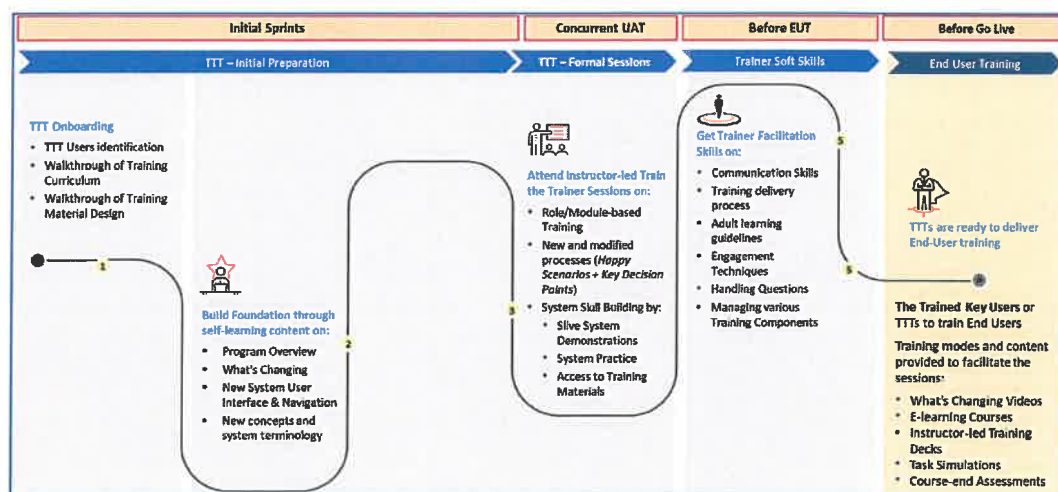 Initial Sprints
Concurrent UAT
Before EUT
Before Go Live
TTT – Initial Preparation
TTT – Formal Sessions
Trainer Soft Skills
End User Training
TTT Onboarding
• TTT Users identification
• Walkthrough of Training
Curriculum
• Walkthrough of Training
Material Design
1
Build Foundation through
self-learning content on:
• Program Overview
• What's Changing
• New System User
Interface & Navigation
• New concepts and
system terminology
2
Attend Instructor-led Train
the Trainer Sessions on:
• Role/Module-based
Training
• New and modified
processes (Happy
Scenarios + Key Decision
Points)
• System Skill Building by:
• Slive System
Demonstrations
• System Practice
• Access to Training
Materials
3
Get Trainer Facilitation
Skills on:
• Communication Skills
• Training delivery
process
• Adult learning
guidelines
• Engagement
Techniques
• Handling Questions
• Managing various
Training Components
5
5
TTTs are ready to deliver
End-User training
The Trained Key Users or
TTTs to train End Users
Training modes and content
provided to facilitate the
sessions:
• What's Changing Videos
• E-learning Courses
• Instructor-led Training
Decks
• Task Simulations
• Course-end Assessments